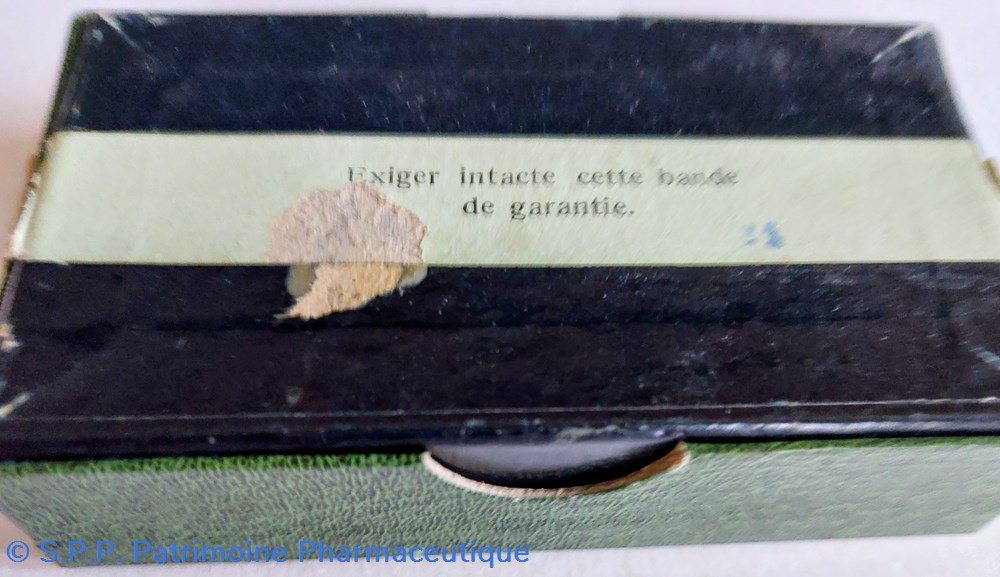 Exiger intacte cette bande
de garantie.
© S.P.P. Patrimoine Pharmaceutique